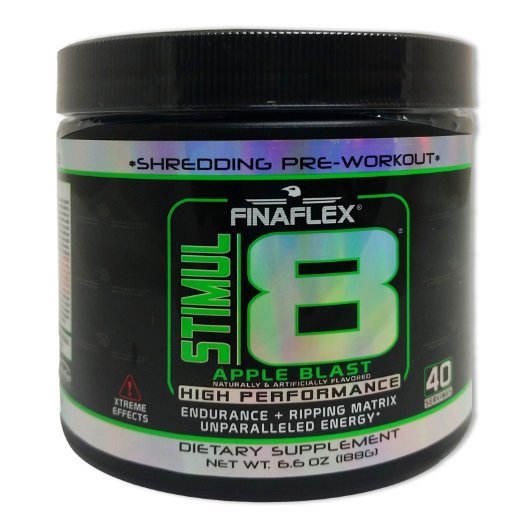 *SHREDDING PRE-WORKOUT*
FINAFLEX®
STIMUL
8®
APPLE BLAST
NATURALLY & ARTIFICIALLY FLAVORED
HIGH PERFORMANCE
ENDURANCE + RIPPING MATRIX
UNPARALLELED ENERGY*
XTREME
EFFECTS
40
SERVINGS
DIETARY SUPPLEMENT
NET WT. 6.6 OZ (188G)